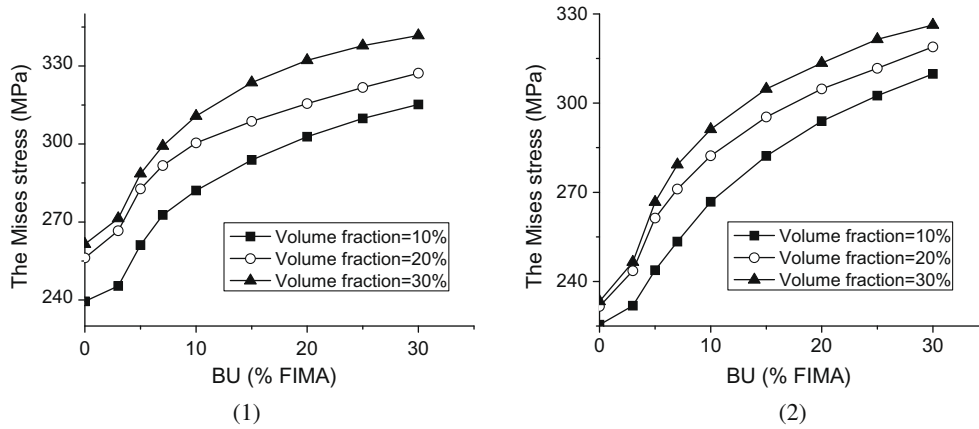 The Mises stress (MPa)
330
300
270
240
0
10
20
30
BU (% FIMA)
Volume fraction=10%
Volume fraction=20%
Volume fraction=30%
(1)
The Mises stress (MPa)
330
300
270
240
0
10
20
30
BU (% FIMA)
Volume fraction=10%
Volume fraction=20%
Volume fraction=30%
(2)